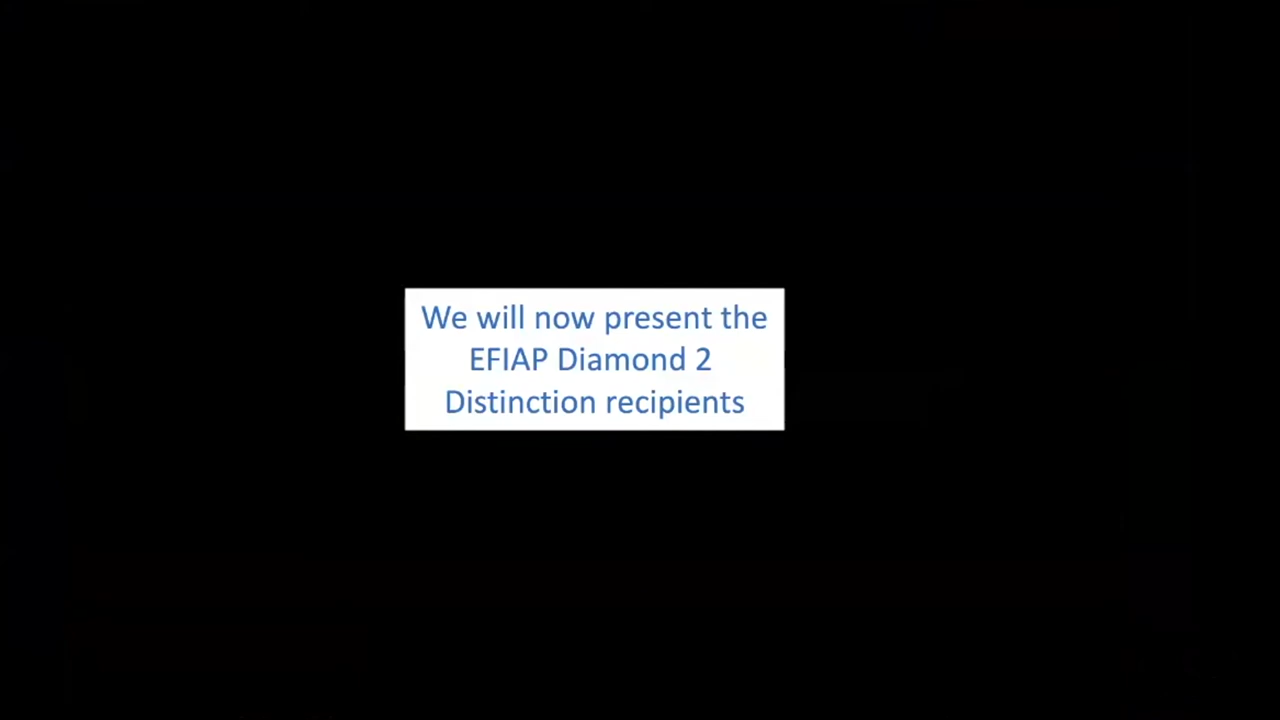 We will now present the
EFIAP Diamond 2
Distinction recipients